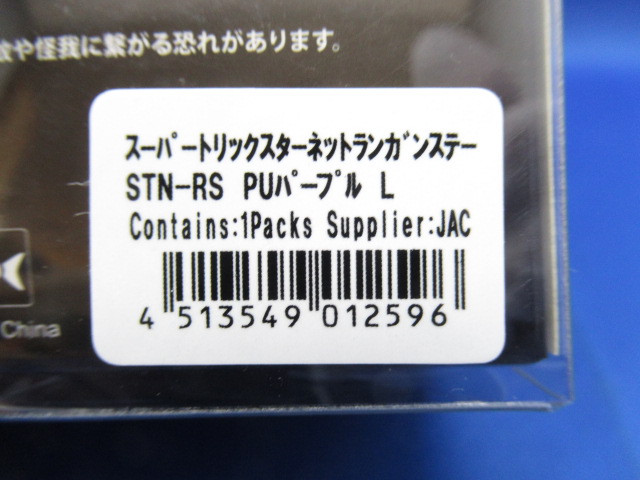 や怪我に繋がる恐れがあります。
スーパートリックスターネットランガンステー
STN-RS PUパープル L
Contains:1Packs Supplier:JAC
4 513549 012596
China